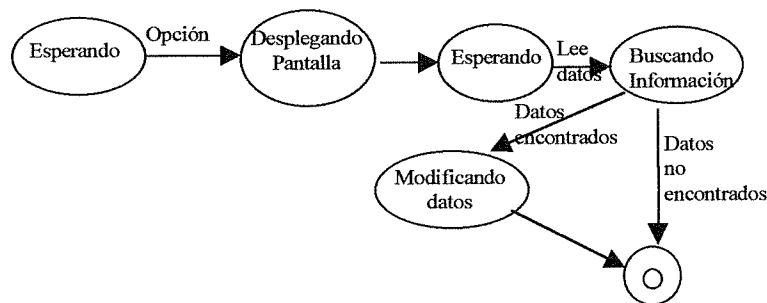 Esperando
Opción
Desplegando
Pantalla
Esperando
Lee
datos
Buscando
Información
Datos
encontrados
Datos
no
encontrados
Modificando
datos